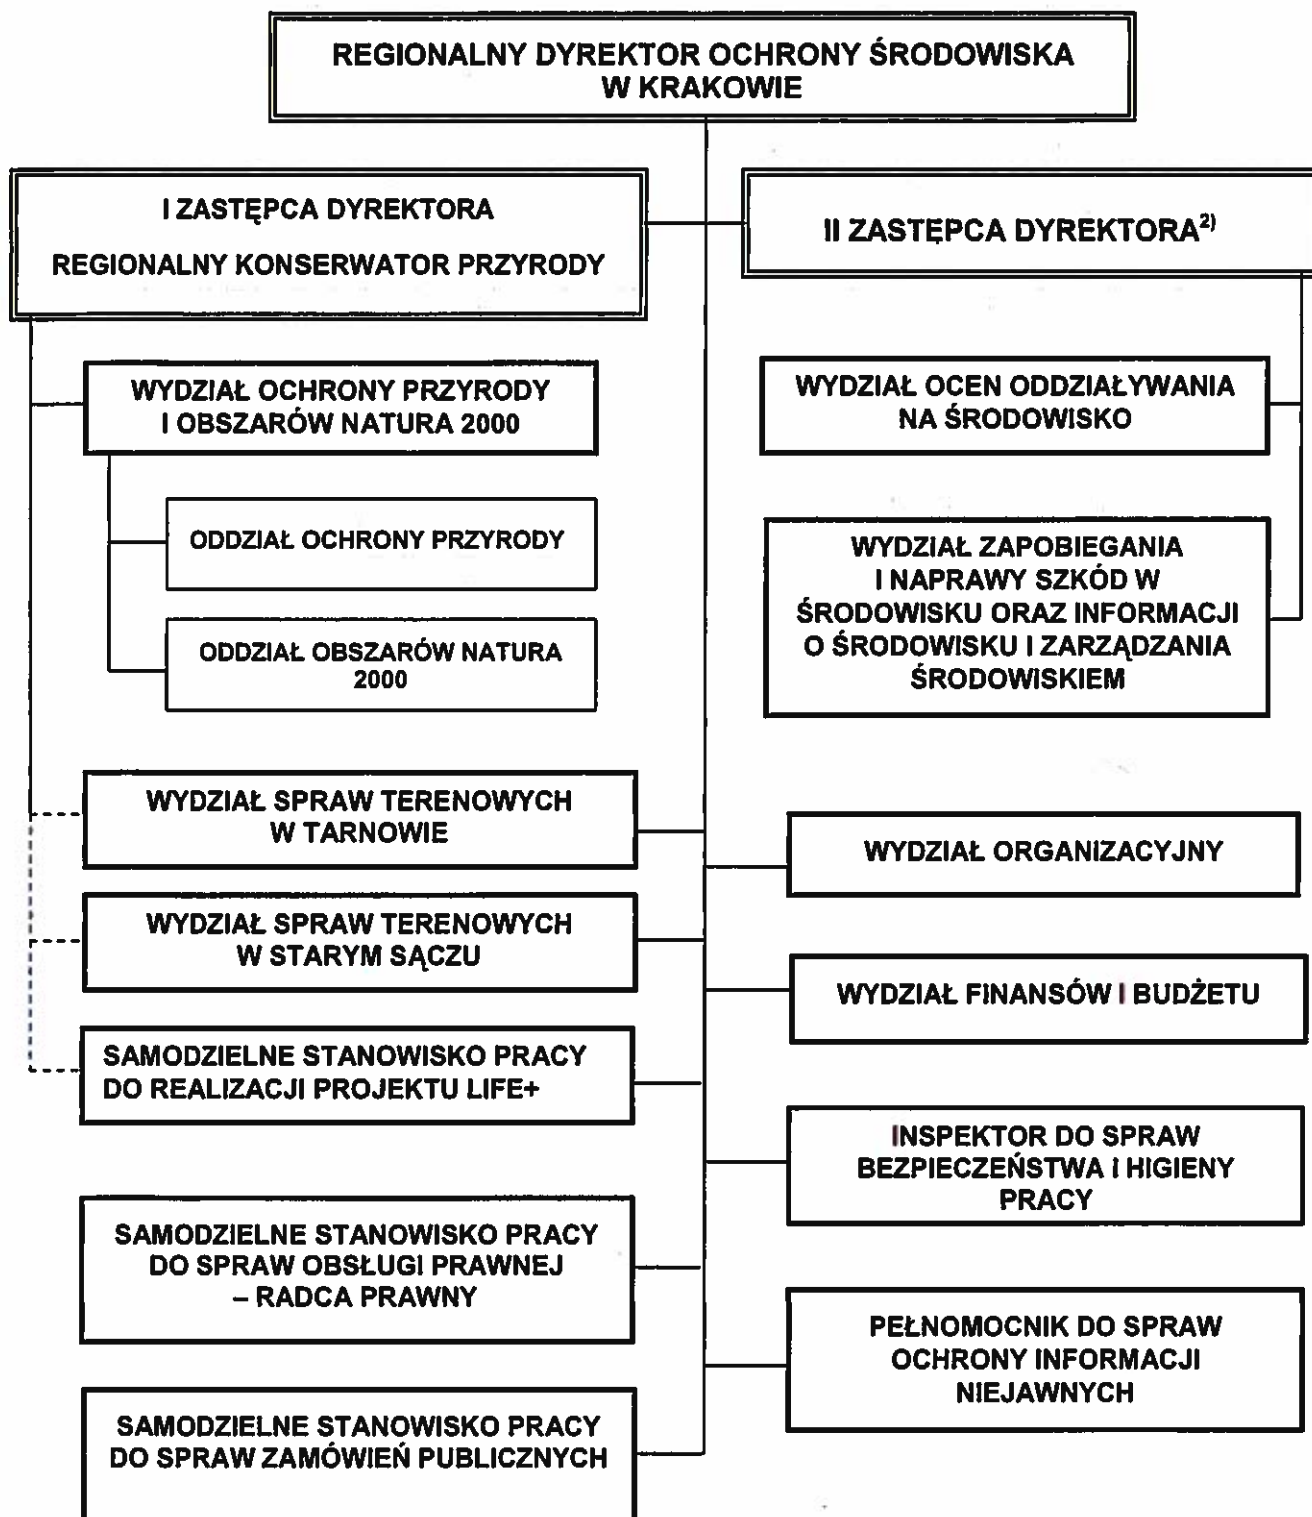 REGIONALNY DYREKTOR OCHRONY ŚRODOWISKA
W KRAKOWIE
I ZASTĘPCA DYREKTORA
REGIONALNY KONSERWATOR PRZYRODY
II ZASTĘPCA DYREKTORA²⁾
WYDZIAŁ OCHRONY PRZYRODY
I OBSZARÓW NATURA 2000
ODDZIAŁ OCHRONY PRZYRODY
ODDZIAŁ OBSZARÓW NATURA
2000
WYDZIAŁ OCEN ODDZIAŁYWANIA
NA ŚRODOWISKO
WYDZIAŁ ZAPOBIEGANIA
I NAPRAWY SZKÓD W
ŚRODOWISKU ORAZ INFORMACJI
O ŚRODOWISKU I ZARZĄDZANIA
ŚRODOWISKIEM
WYDZIAŁ SPRAW TERENOWYCH
W TARNOWIE
WYDZIAŁ SPRAW TERENOWYCH
W STARYM SĄCZU
SAMODZIELNE STANOWISKO PRACY
DO REALIZACJI PROJEKTU LIFE+
SAMODZIELNE STANOWISKO PRACY
DO SPRAW OBSŁUGI PRAWNEJ
– RADCA PRAWNY
SAMODZIELNE STANOWISKO PRACY
DO SPRAW ZAMÓWIEŃ PUBLICZNYCH
WYDZIAŁ ORGANIZACYJNY
WYDZIAŁ FINANSÓW I BUDŻETU
INSPEKTOR DO SPRAW
BEZPIECZEŃSTWA I HIGIENY
PRACY
PEŁNOMOCNIK DO SPRAW
OCHRONY INFORMACJI
NIEJAWNYCH